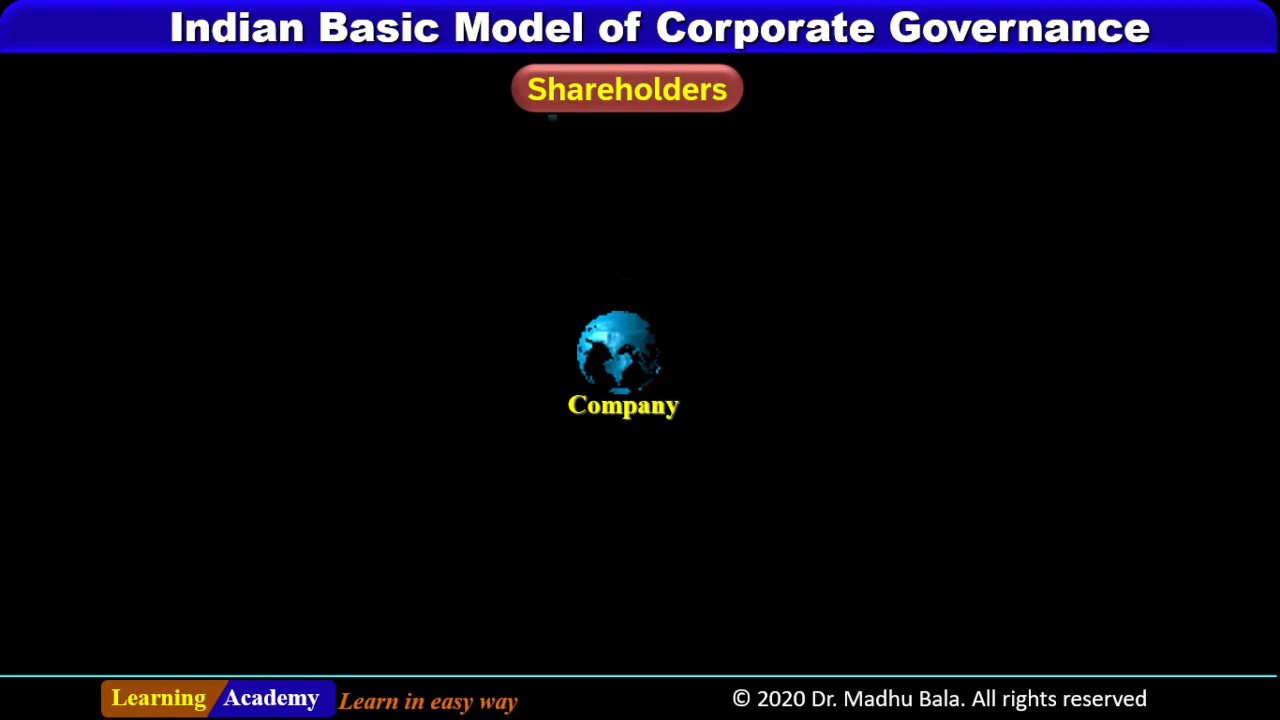 Indian Basic Model of Corporate Governance
Shareholders
Company
Learning Academy Learn in easy way
© 2020 Dr. Madhu Bala. All rights reserved